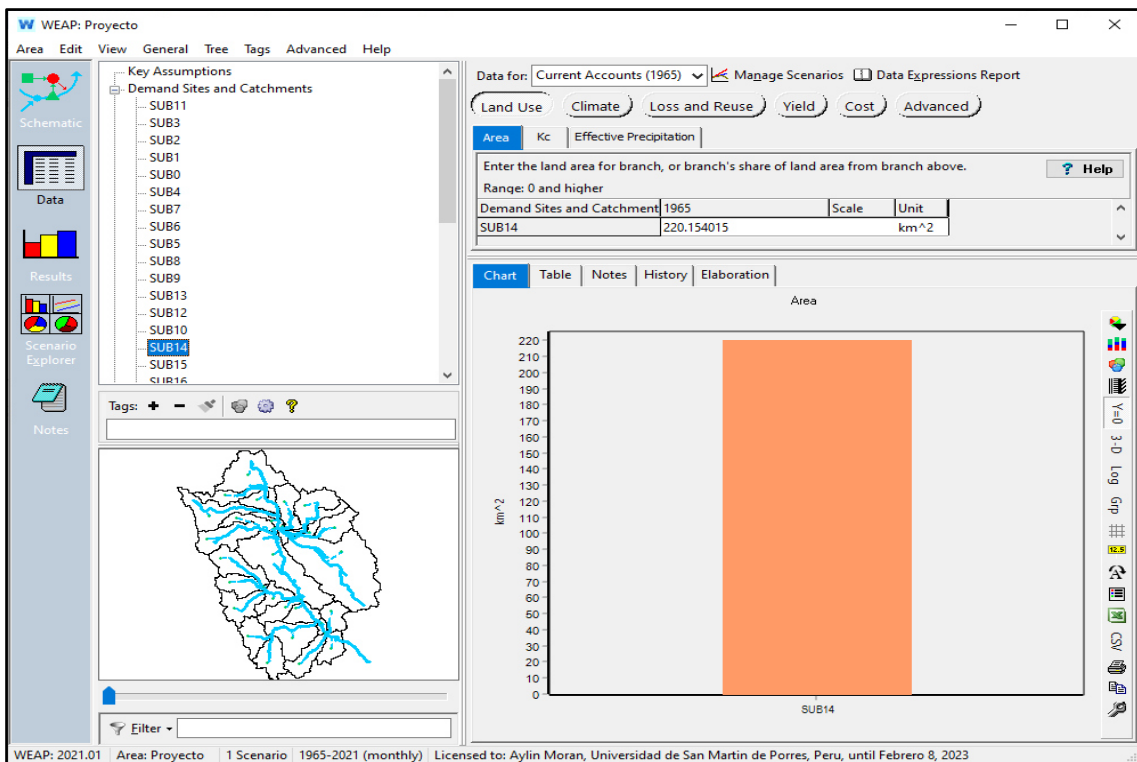 WEAP: Proyecto
Area Edit View General Tree Tags Advanced Help
Schematic
Data
Results
Scenario
Explorer
Notes
Key Assumptions
Demand Sites and Catchments
SUB11
SUB3
SUB2
SUB1
SUB0
SUB4
SUB7
SUB6
SUB5
SUB8
SUB9
SUB13
SUB12
SUB10
SUB14
SUB15
SUB16
Tags:
Filter
Data for: Current Accounts (1965) Manage Scenarios Data Expressions Report
Land Use Climate Loss and Reuse Yield Cost Advanced
Area Kc Effective Precipitation
Enter the land area for branch, or branch's share of land area from branch above.
Help
Range: 0 and higher
Demand Sites and Catchment 1965 Scale Unit
SUB14 220.154015 km^2
Chart Table Notes History Elaboration
Area
km^2
220
210
200
190
180
170
160
150
140
130
120
110
100
90
80
70
60
50
40
30
20
10
0
SUB14
Y=0
3-D
Log
Grp
12.5
CSV
WEAP: 2021.01 Area: Proyecto 1 Scenario 1965-2021 (monthly) Licensed to: Aylin Moran, Universidad de San Martin de Porres, Peru, until Febrero 8, 2023